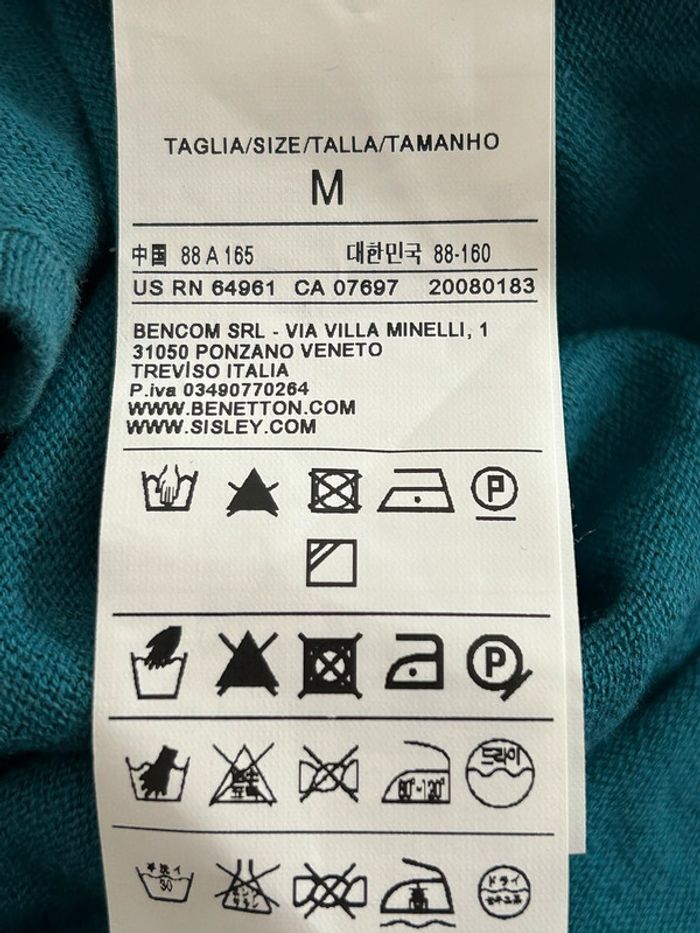 TAGLIA/SIZE/TALLA/TAMANHO
M
中国 88 A 165 대한민국 88-160
US RN 64961 CA 07697 20080183
BENCOM SRL - VIA VILLA MINELLI, 1
31050 PONZANO VENETO
TREVISO ITALIA
P.iva 03490770264
WWW.BENETTON.COM
WWW.SISLEY.COM
P
P
드라이
30 高 ドライ